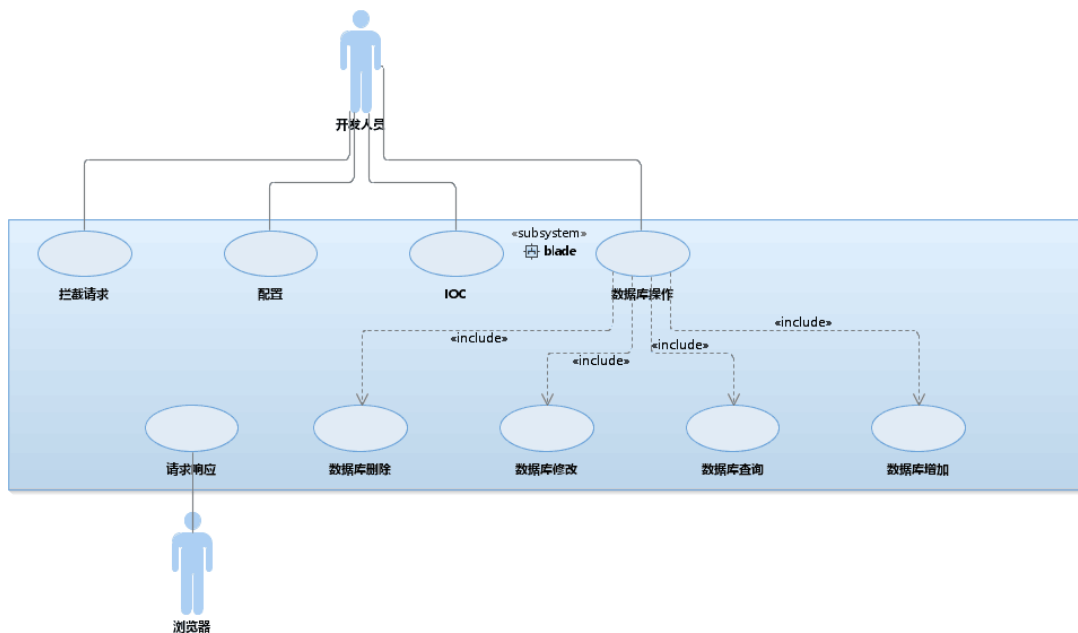 开发人员
«subsystem»
blade
拦截请求
配置
IOC
数据库操作
«include»
«include»
«include»
«include»
请求响应
数据库删除
数据库修改
数据库查询
数据库增加
浏览器